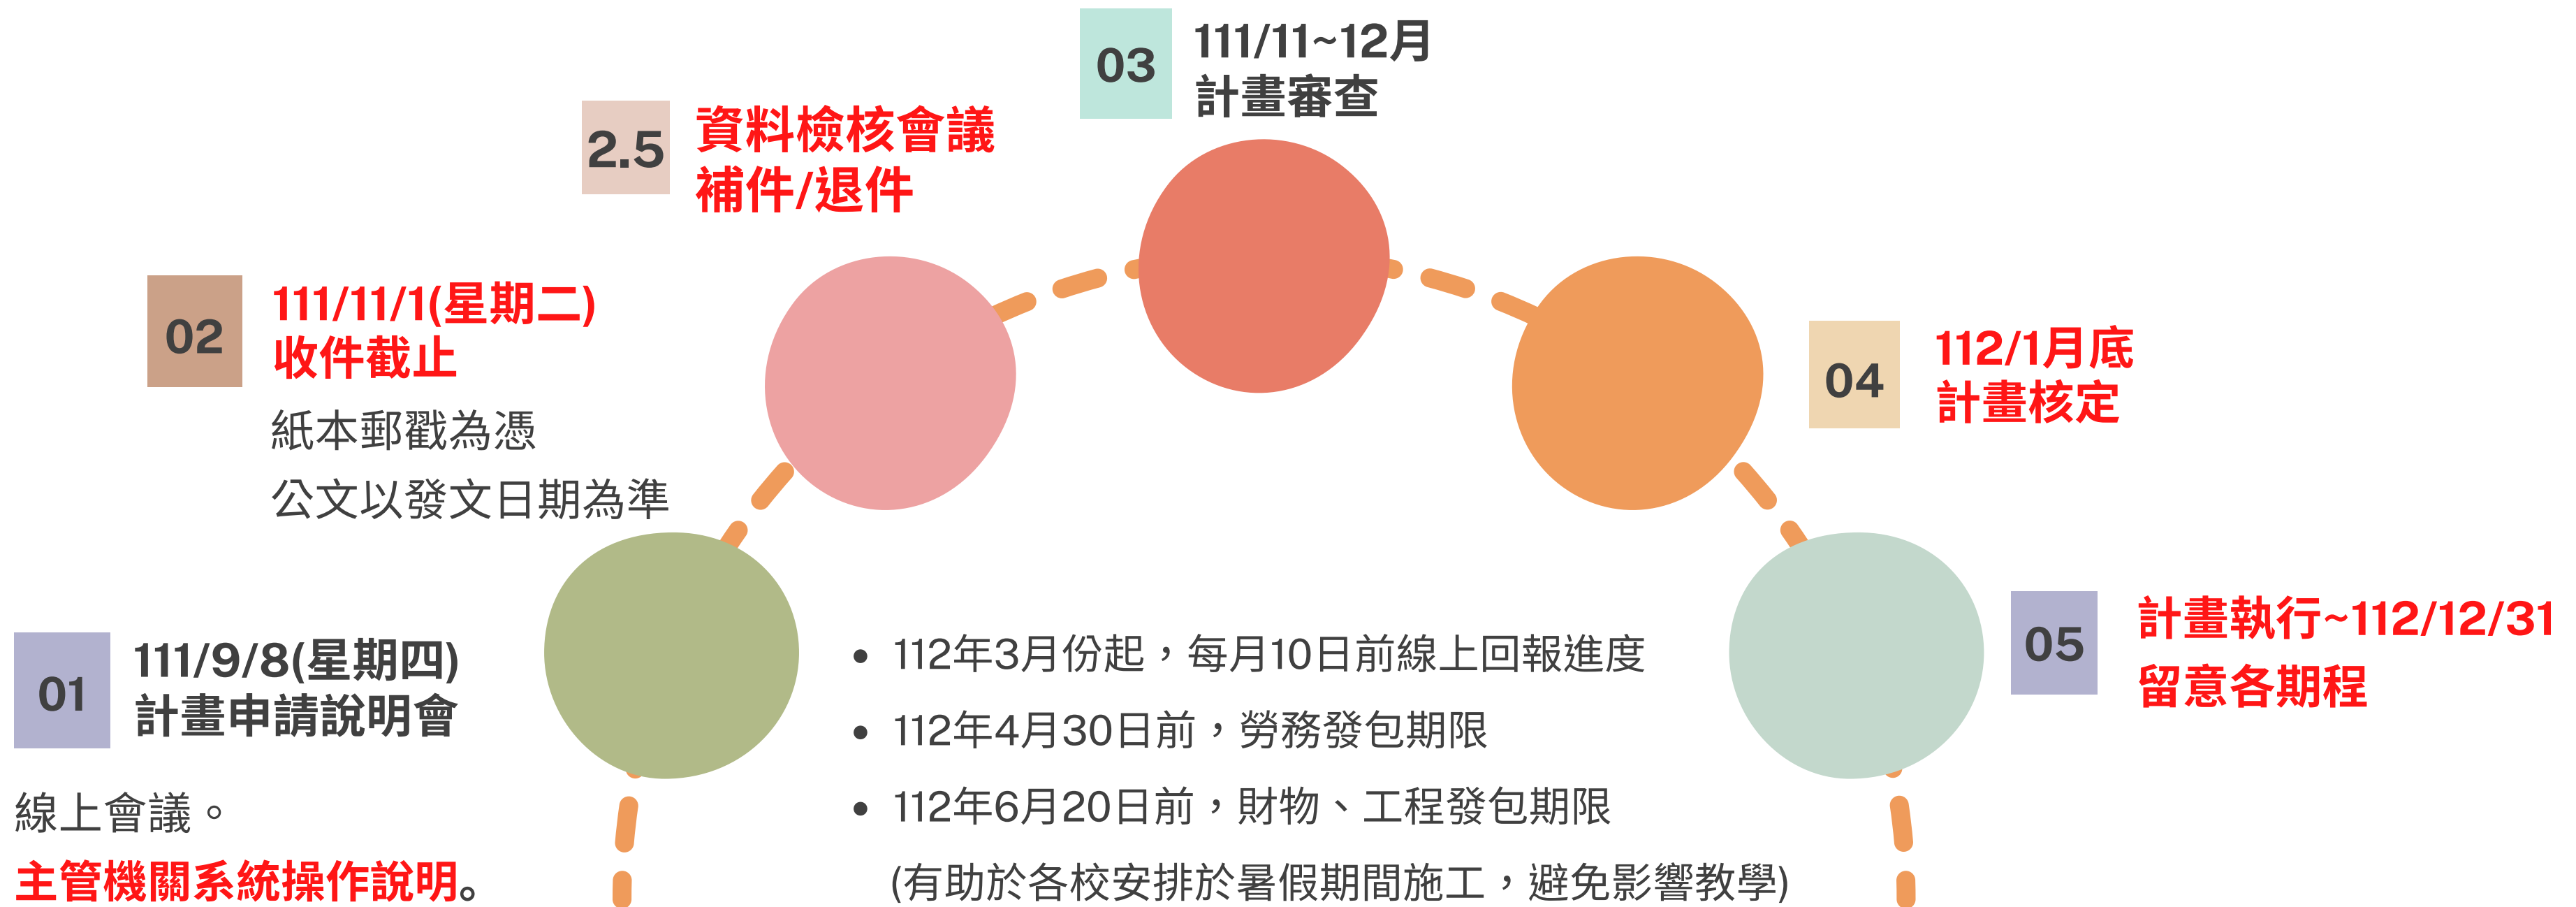 01
111/9/8(星期四)
計畫申請說明會
線上會議。
主管機關系統操作說明。
02
111/11/1(星期二)
收件截止
紙本郵戳為憑
公文以發文日期為準
2.5
資料檢核會議
補件/退件
03
111/11~12月
計畫審查
04
112/1月底
計畫核定
05
計畫執行~112/12/31
留意各期程
• 112年3月份起，每月10日前線上回報進度
• 112年4月30日前，勞務發包期限
• 112年6月20日前，財物、工程發包期限
(有助於各校安排於暑假期間施工，避免影響教學)